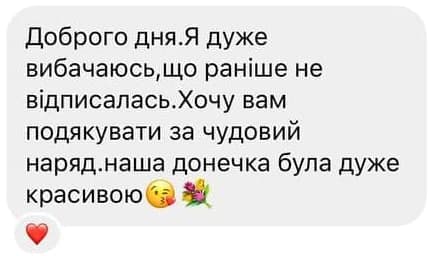 Доброго дня.Я дуже
вибачаюсь,що раніше не
відписалась.Хочу вам
подякувати за чудовий
наряд.наша донечка була дуже
красивою😘💐